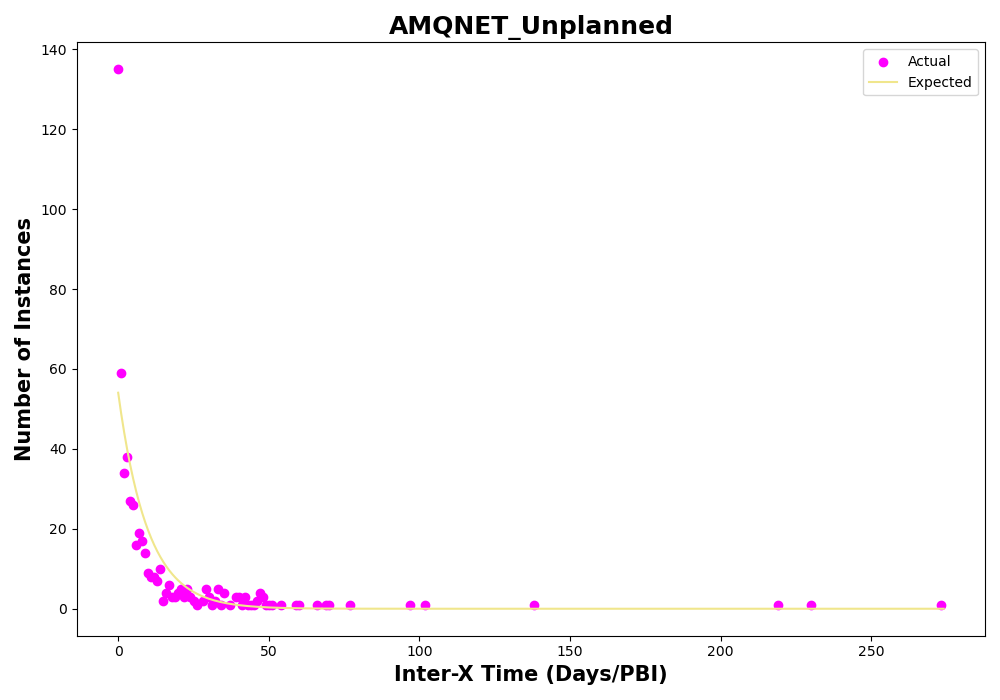 AMQNET_Unplanned
Number of Instances
140
120
100
80
60
40
20
0
0 50 100 150 200 250
Inter-X Time (Days/PBI)
Actual
Expected